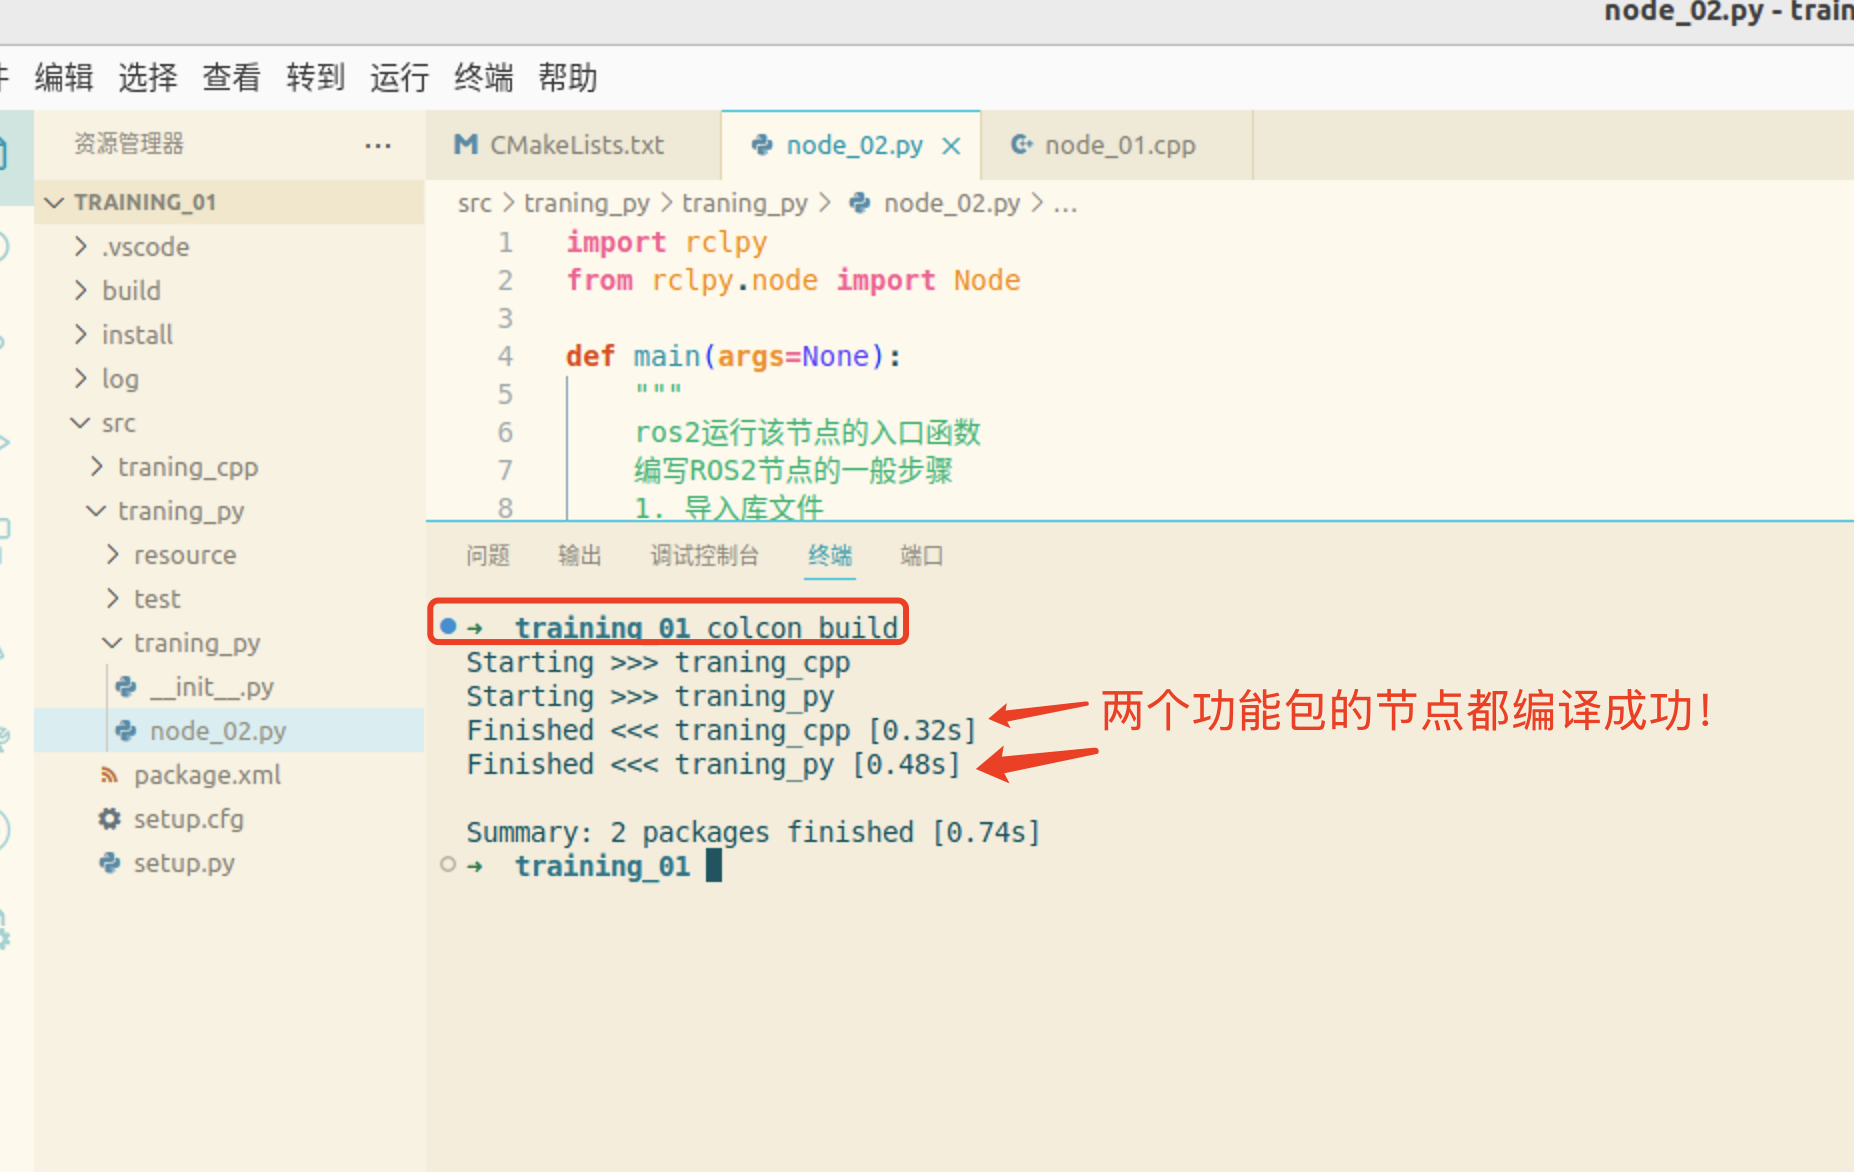 node_02.py - train
编辑 选择 查看 转到 运行 终端 帮助
资源管理器 ...
TRAINING_01
.vscode
build
install
log
src
traning_cpp
traning_py
resource
test
traning_py
__init__.py
node_02.py
package.xml
setup.cfg
setup.py
CMakeLists.txt node_02.py node_01.cpp
src > traning_py > traning_py > node_02.py > ...
1 import rclpy
2 from rclpy.node import Node
3
4 def main(args=None):
5 """
6 ros2运行该节点的入口函数
7 编写ROS2节点的一般步骤
8 1. 导入库文件
问题 输出 调试控制台 终端 端口
→ training_01 colcon build
Starting >>> traning_cpp
Starting >>> traning_py
Finished <<< traning_cpp [0.32s]
Finished <<< traning_py [0.48s]
两个功能包的节点都编译成功!
Summary: 2 packages finished [0.74s]
→ training_01